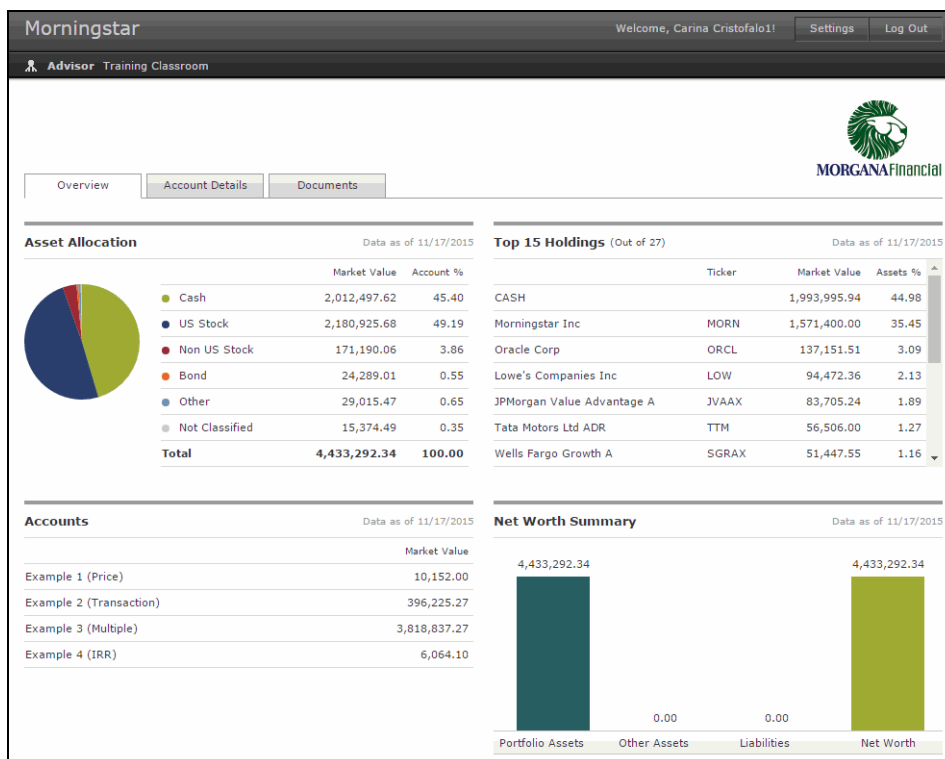 Morningstar
Welcome, Carina Cristofalo1!
Settings
Log Out
Advisor Training Classroom
MORGANAFinancial
Overview
Account Details
Documents
Asset Allocation
Data as of 11/17/2015
Market Value Account %
Cash 2,012,497.62 45.40
US Stock 2,180,925.68 49.19
Non US Stock 171,190.06 3.86
Bond 24,289.01 0.55
Other 29,015.47 0.65
Not Classified 15,374.49 0.35
Total 4,433,292.34 100.00
Top 15 Holdings (Out of 27)
Data as of 11/17/2015
Ticker Market Value Assets %
CASH 1,993,995.94 44.98
Morningstar Inc MORN 1,571,400.00 35.45
Oracle Corp ORCL 137,151.51 3.09
Lowe's Companies Inc LOW 94,472.36 2.13
JPMorgan Value Advantage A JVAAX 83,705.24 1.89
Tata Motors Ltd ADR TTM 56,506.00 1.27
Wells Fargo Growth A SGRAX 51,447.55 1.16
Accounts
Data as of 11/17/2015
Market Value
Example 1 (Price) 10,152.00
Example 2 (Transaction) 396,225.27
Example 3 (Multiple) 3,818,837.27
Example 4 (IRR) 6,064.10
Net Worth Summary
Data as of 11/17/2015
4,433,292.34 4,433,292.34
0.00 0.00
Portfolio Assets Other Assets Liabilities Net Worth